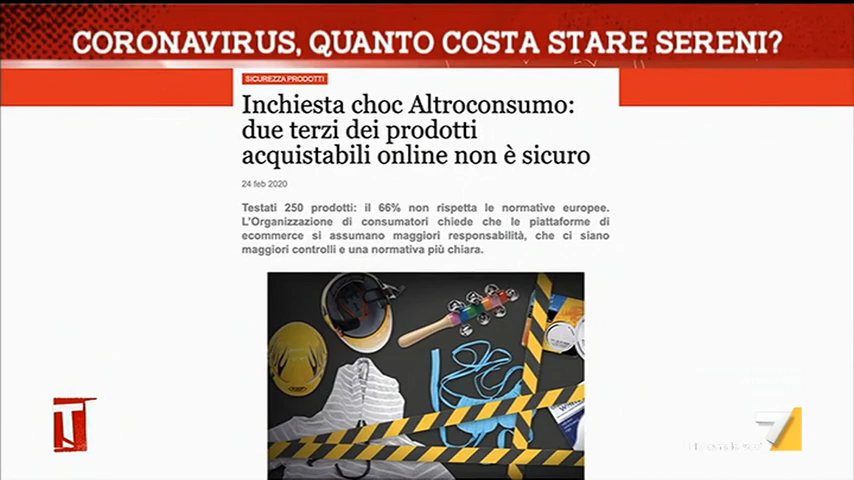 CORONAVIRUS, QUANTO COSTA STARE SERENI?
SICUREZZA PRODOTTI
Inchiesta choc Altroconsumo:
due terzi dei prodotti
acquistabili online non è sicuro
24 feb 2020
Testati 250 prodotti: il 66% non rispetta le normative europee.
L'Organizzazione di consumatori chiede che le piattaforme di
ecommerce si assumano maggiori responsabilità, che ci siano
maggiori controlli e una normativa più chiara.
T
7